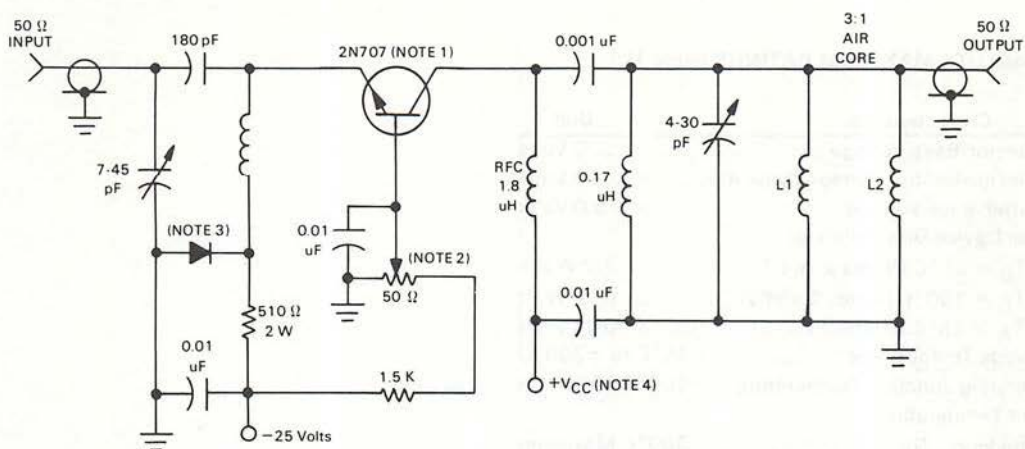 50 Ω
INPUT
180 pF
2N707 (NOTE 1)
0.001 uF
3:1
AIR
CORE
50 Ω
OUTPUT
7-45
pF
4-30
pF
RFC
1.8
uH
0.17
uH
L1
L2
(NOTE 3)
0.01
uF
(NOTE 2)
50 Ω
510 Ω
2 W
0.01 uF
0.01
uF
1.5 K
+VCC (NOTE 4)
−25 Volts